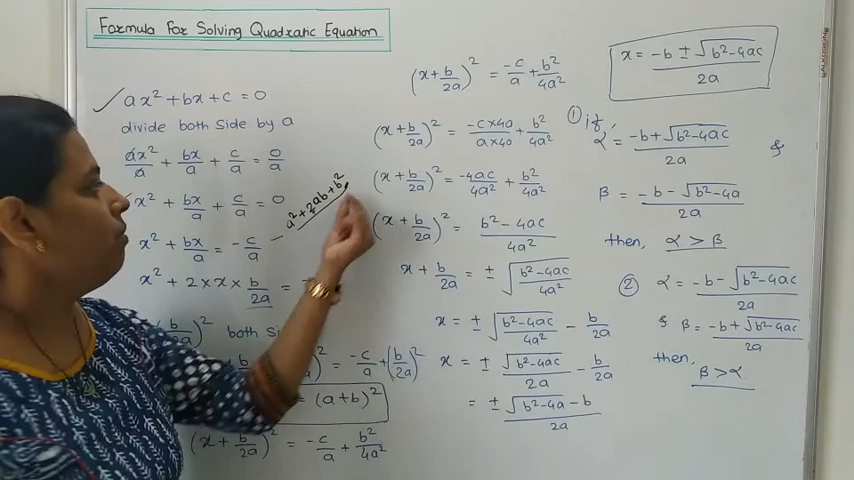 Formula For Solving Quadratic Equation
ax² + bx + c = 0
divide both Side by a
ax²/a + bx/a + c/a = 0/a
x² + bx/a + c/a = 0
x² + bx/a = -c/a
a² + 2ab + b²
x² + 2 × x × b/2a =
b/2a)² both Si
= -c/a + (b/2a)²
= (a+b)²
(x + b/2a)² = -c/a + b²/4a²
(x + b/2a)² = -c/a + b²/4a²
(x + b/2a)² = -c×4a/a×4a + b²/4a²
(x + b/2a)² = -4ac/4a² + b²/4a²
(x + b/2a)² = b²-4ac/4a²
x + b/2a = ± √b²-4ac/4a²
x = ± √b²-4ac/4a² - b/2a
x = ± √b²-4ac/2a - b/2a
= ± √b²-4a - b/2a
x = -b ± √b²-4ac/2a
① if,
α = -b+√b²-4ac/2a &
β = -b - √b²-4a/2a
then, α > β
② α = -b - √b²-4ac/2a
& β = -b + √b²-4ac/2a
then,
β > α